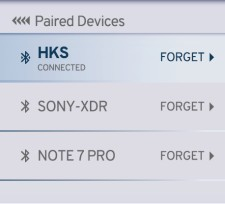 Paired Devices
HKS FORGET
CONNECTED
SONY-XDR FORGET
NOTE 7 PRO FORGET